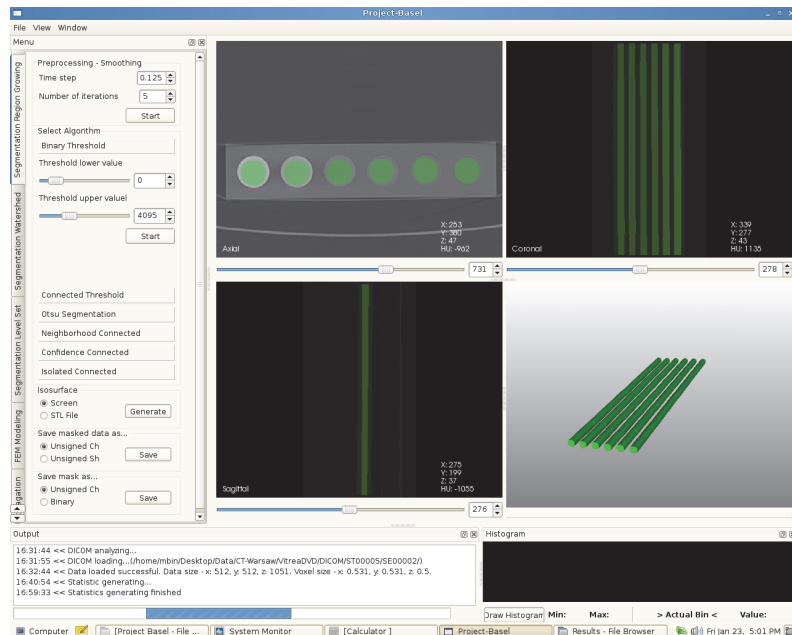 Project-Basel
File View Window
Menu
Segmentation Region Growing
Segmentation Watershed
Segmentation Level Set
FEM Modeling
agation
Preprocessing - Smoothing
Time step 0.125
Number of iterations 5
Start
Select Algorithm
Binary Threshold
Threshold lower value
0
Threshold upper valuel
4095
Start
Connected Threshold
Otsu Segmentation
Neighborhood Connected
Confidence Connected
Isolated Connected
Isosurface
Screen
STL File
Generate
Save masked data as...
Unsigned Ch
Unsigned Sh
Save
Save mask as...
Unsigned Ch
Binary
Save
Axial
X: 253
Y: 380
Z: 47
HU: -962
731
Coronal
X: 339
Y: 277
Z: 43
HU: 1135
278
Sagittal
X: 275
Y: 199
Z: 37
HU: -1055
276
Output
16:31:44 << DICOM analyzing...
16:31:55 << DICOM loading...(/home/mbin/Desktop/Data/CT-Warsaw/VitreaDVD/DICOM/ST00005/SE00002/)
16:32:44 << Data loaded successful. Data size - x: 512, y: 512, z: 1051. Voxel size - x: 0.531, y: 0.531, z: 0.5.
16:40:54 << Statistic generating...
16:59:33 << Statistics generating finished
Histogram
Draw Histogram Min: Max: > Actual Bin < Value:
Computer [Project Basel - File ... System Monitor [Calculator ] Project-Basel Results - File Browser Fri Jan 23, 5:01 PM